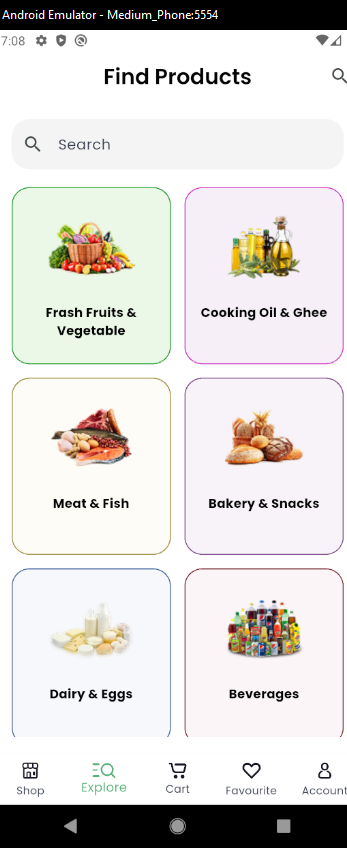 Android Emulator - Medium_Phone:5554
7:08
Find Products
Search
Frash Fruits &
Vegetable
Cooking Oil & Ghee
Meat & Fish
Bakery & Snacks
Dairy & Eggs
Beverages
Shop
Explore
Cart
Favourite
Account